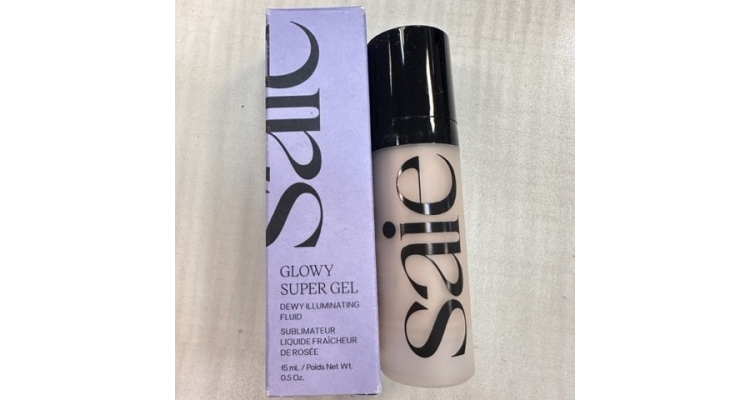 saie
GLOWY
SUPER GEL
DEWY ILLUMINATING
FLUID
SUBLIMATEUR
LIQUIDE FRAÎCHEUR
DE ROSÉE
15 mL / Poids Net Wt.
0.5 Oz.
saie